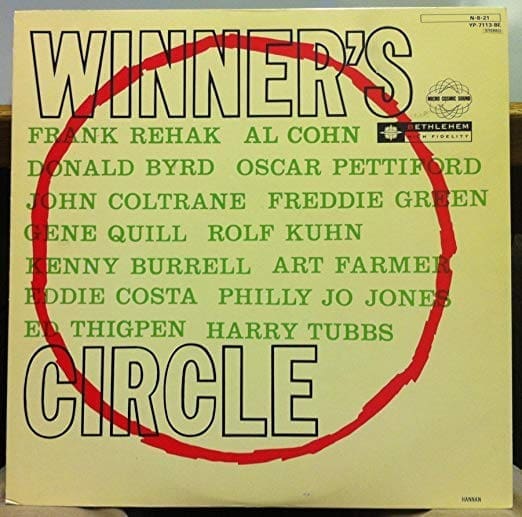 N-8-21
YP-7113-BE
STEREO
WINNER'S
MICRO COSMIC SOUND
BETHLEHEM
HIGH FIDELITY
FRANK REHAK AL COHN
DONALD BYRD OSCAR PETTIFORD
JOHN COLTRANE FREDDIE GREEN
GENE QUILL ROLF KUHN
KENNY BURRELL ART FARMER
EDDIE COSTA PHILLY JO JONES
ED THIGPEN HARRY TUBBS
CIRCLE
HANNAN